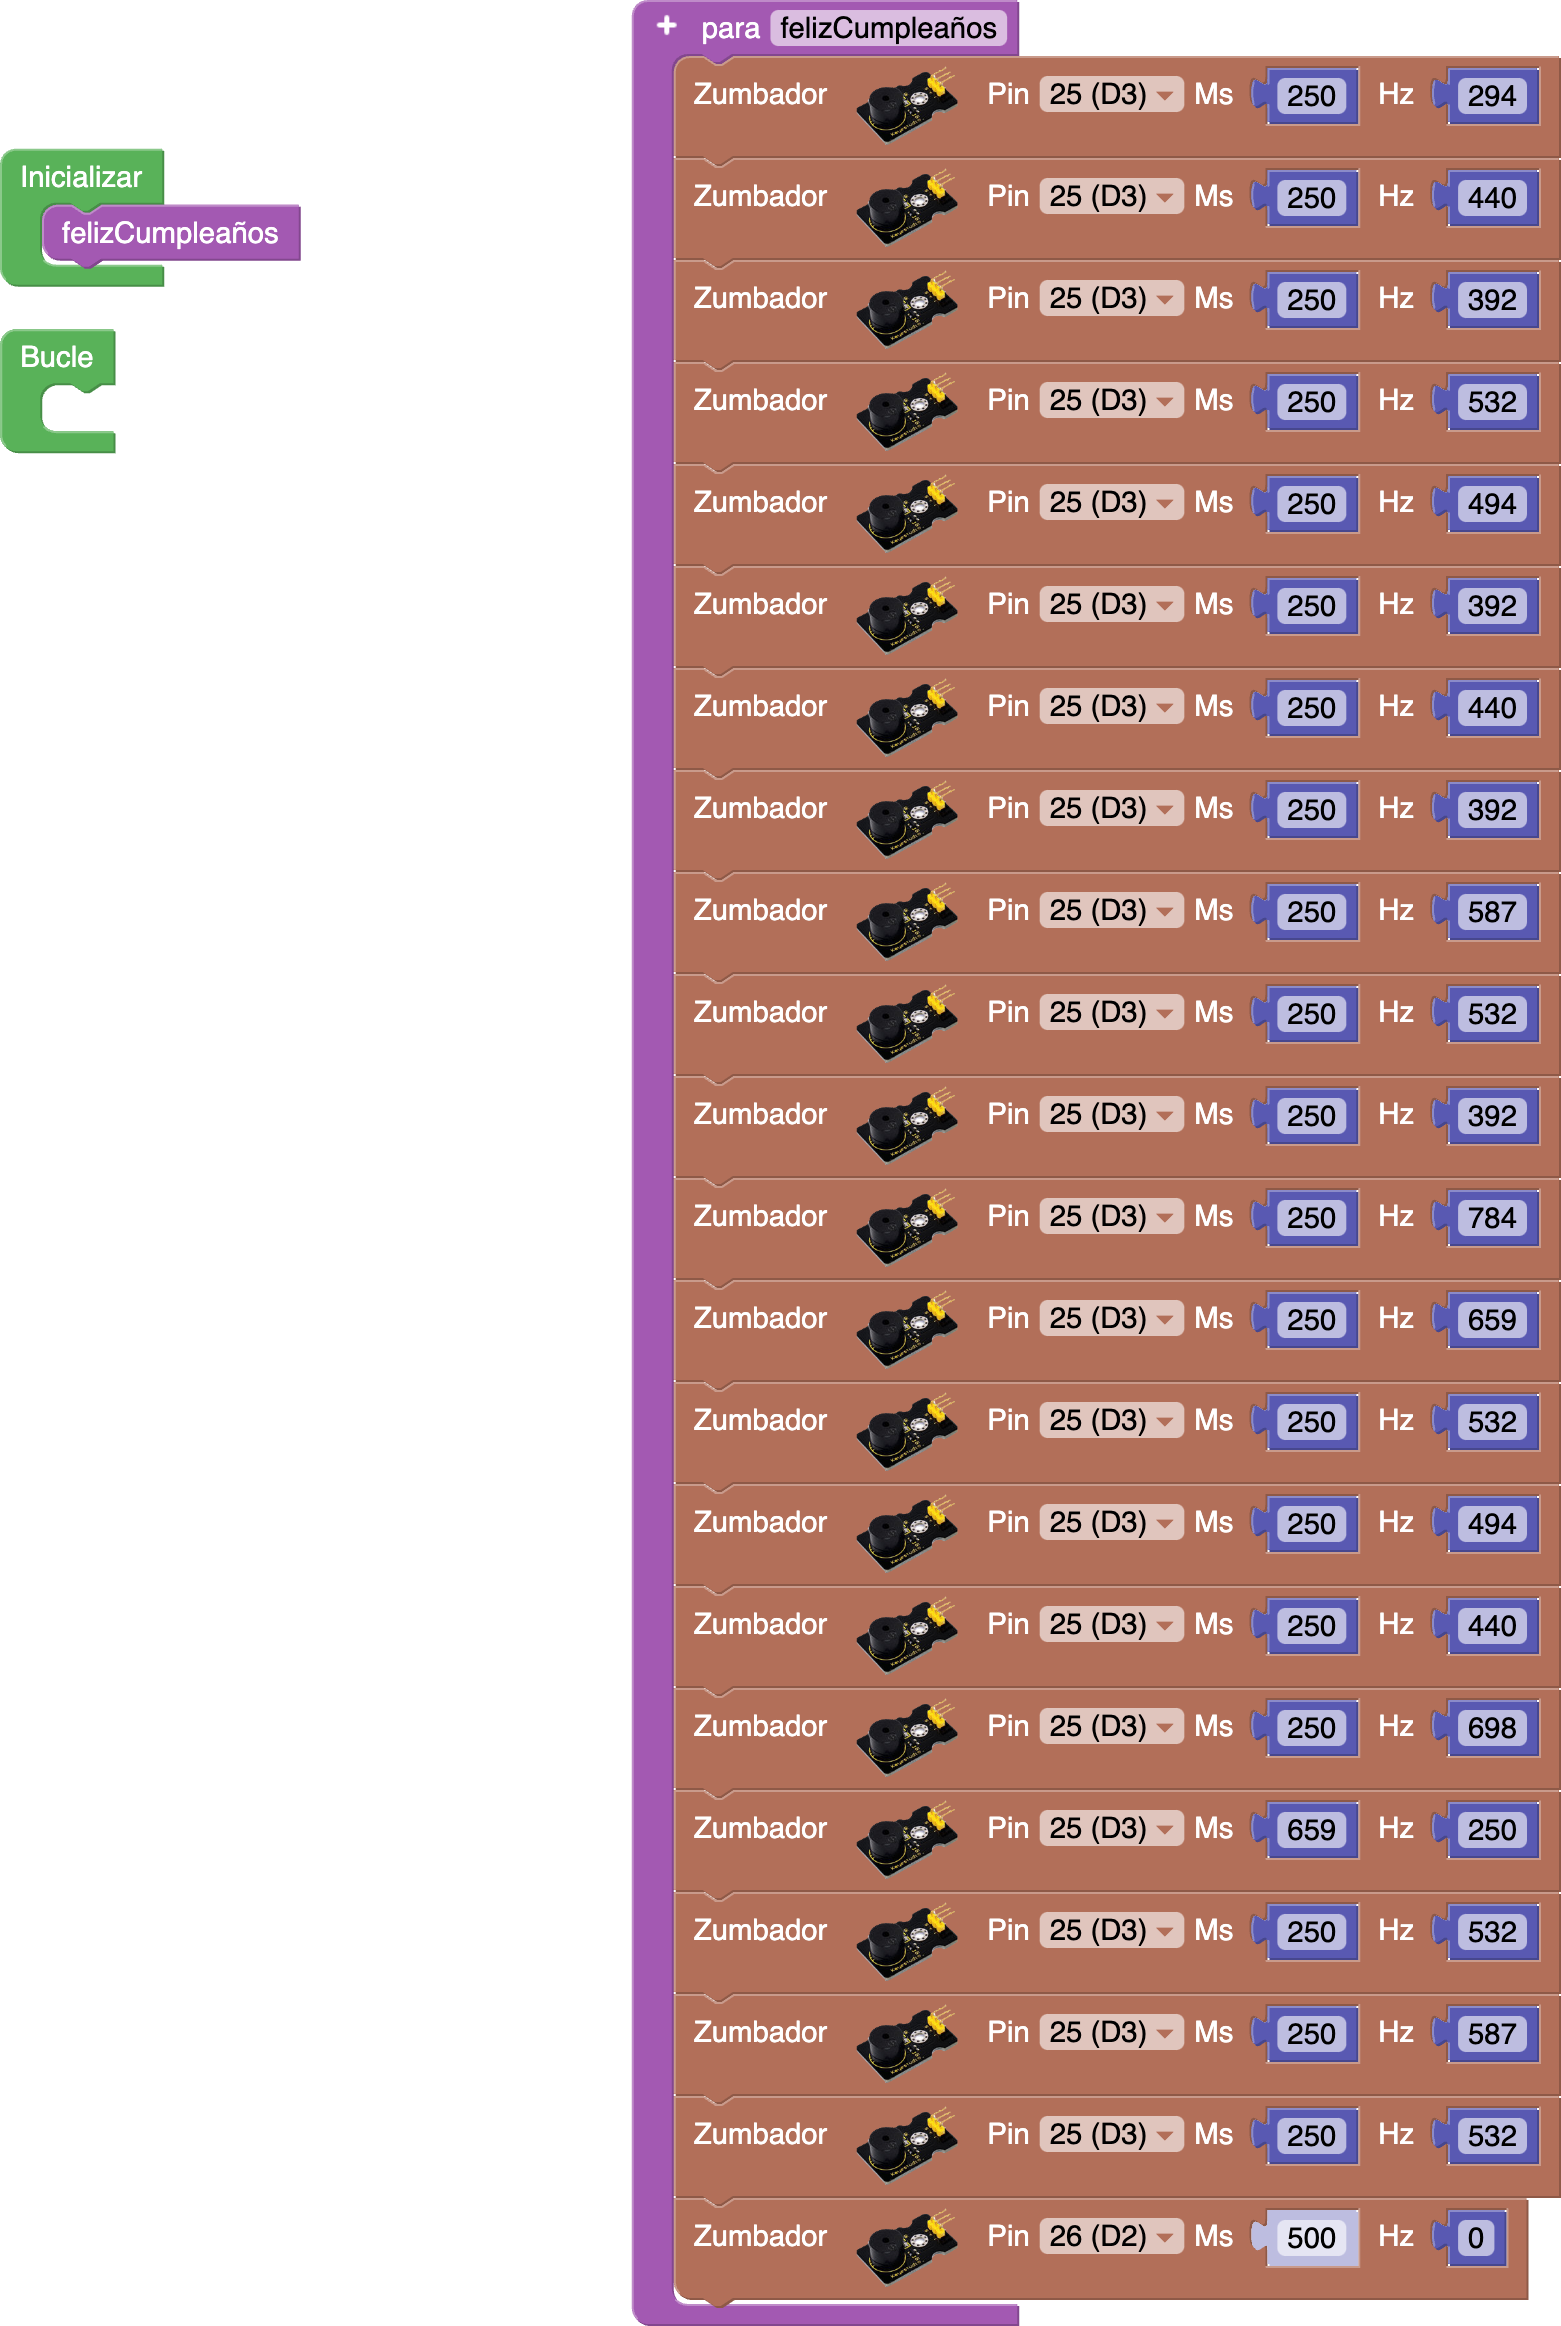 Inicializar
felizCumpleaños
Bucle
+ para felizCumpleaños
Zumbador Pin 25 (D3) Ms 250 Hz 294
Zumbador Pin 25 (D3) Ms 250 Hz 440
Zumbador Pin 25 (D3) Ms 250 Hz 392
Zumbador Pin 25 (D3) Ms 250 Hz 532
Zumbador Pin 25 (D3) Ms 250 Hz 494
Zumbador Pin 25 (D3) Ms 250 Hz 392
Zumbador Pin 25 (D3) Ms 250 Hz 440
Zumbador Pin 25 (D3) Ms 250 Hz 392
Zumbador Pin 25 (D3) Ms 250 Hz 587
Zumbador Pin 25 (D3) Ms 250 Hz 532
Zumbador Pin 25 (D3) Ms 250 Hz 392
Zumbador Pin 25 (D3) Ms 250 Hz 784
Zumbador Pin 25 (D3) Ms 250 Hz 659
Zumbador Pin 25 (D3) Ms 250 Hz 532
Zumbador Pin 25 (D3) Ms 250 Hz 494
Zumbador Pin 25 (D3) Ms 250 Hz 440
Zumbador Pin 25 (D3) Ms 250 Hz 698
Zumbador Pin 25 (D3) Ms 659 Hz 250
Zumbador Pin 25 (D3) Ms 250 Hz 532
Zumbador Pin 25 (D3) Ms 250 Hz 587
Zumbador Pin 25 (D3) Ms 250 Hz 532
Zumbador Pin 26 (D2) Ms 500 Hz 0